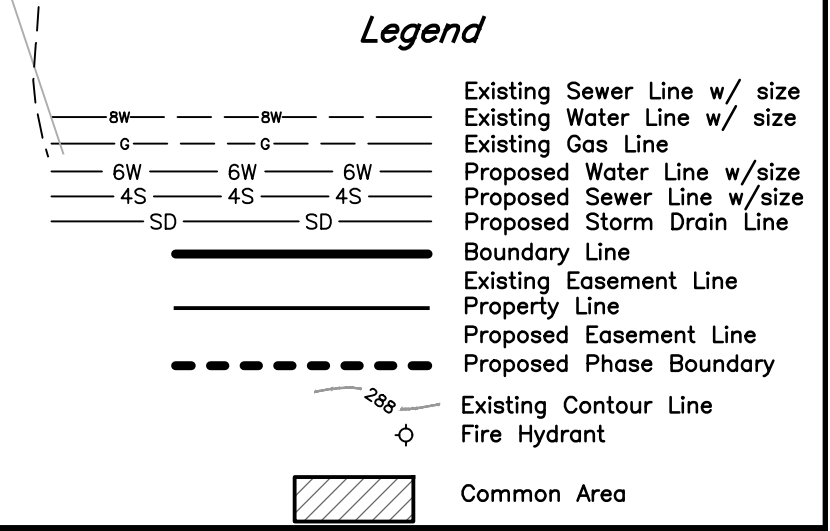 Legend
Existing Sewer Line w/ size
8W 8W Existing Water Line w/ size
G G Existing Gas Line
6W 6W 6W Proposed Water Line w/size
4S 4S 4S Proposed Sewer Line w/size
SD SD Proposed Storm Drain Line
Boundary Line
Existing Easement Line
Property Line
Proposed Easement Line
Proposed Phase Boundary
288 Existing Contour Line
Fire Hydrant
Common Area